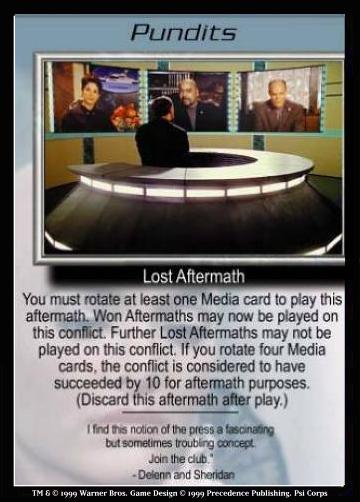 Pundits
Lost Aftermath
You must rotate at least one Media card to play this
aftermath. Won Aftermaths may now be played on
this conflict. Further Lost Aftermaths may not be
played on this conflict. If you rotate four Media
cards, the conflict is considered to have
succeeded by 10 for aftermath purposes.
(Discard this aftermath after play.)
I find this notion of the press a fascinating
but sometimes troubling concept.
Join the club."
- Delenn and Sheridan
TM & © 1999 Warner Bros. Game Design © 1999 Precedence Publishing. Psi Corps